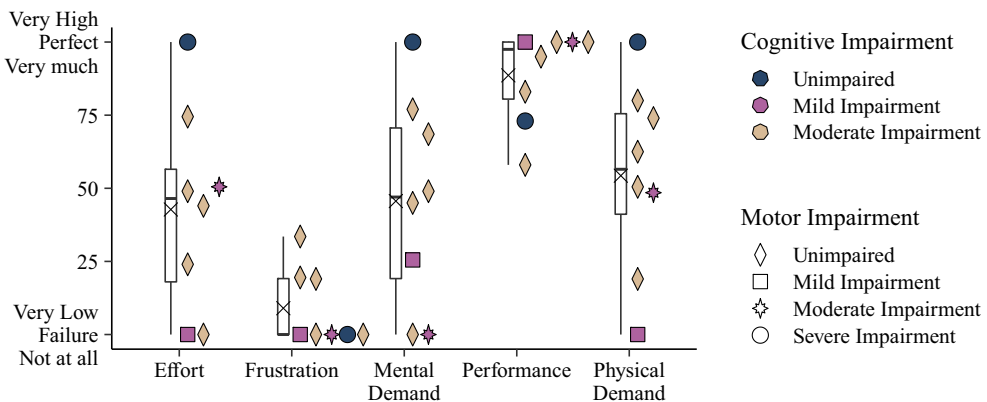 Very High
Perfect
Very much
75
50
25
Very Low
Failure
Not at all
Effort
Frustration
Mental
Demand
Performance
Physical
Demand
Cognitive Impairment
Unimpaired
Mild Impairment
Moderate Impairment
Motor Impairment
Unimpaired
Mild Impairment
Moderate Impairment
Severe Impairment